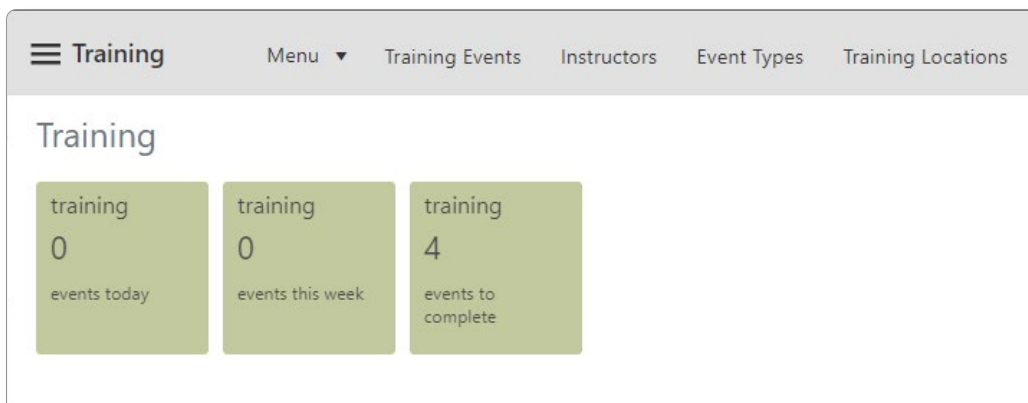 Training Menu ▼ Training Events Instructors Event Types Training Locations
Training
training
0
events today
training
0
events this week
training
4
events to
complete